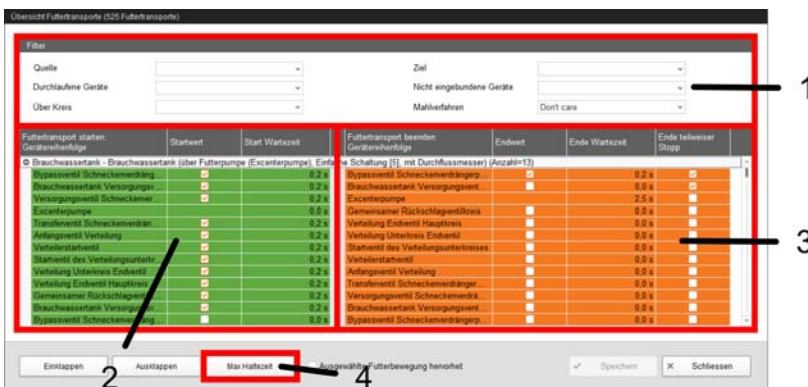 Übersicht Futtertransporte (525 Futtertransporte)
Filter
Quelle
Ziel
Durchlaufene Geräte
Nicht eingebundene Geräte
1
Über Kreis
Mahlverfahren
Don't care
Futtertransport starten: Gerätereihenfolge
Startwert
Start Wartezeit
Futtertransport beenden: Gerätereihenfolge
Endwert
Ende Wartezeit
Ende teilweiser Stopp
Brauchwassertank - Brauchwassertank (über Futterpumpe (Excenterpumpe), Einfache Schaltung [5], mit Durchflussmesser) (Anzahl=13)
Bypassventil Schneckenverdräng... 0,2 s Bypassventil Schneckenverdrängerp... 0,2 s
Brauchwassertank Versorgungsv... 0,2 s Brauchwassertank Versorgungsvent... 0,0 s
Versorgungsventil Schneckenver... 0,2 s Excenterpumpe 2,5 s
Excenterpumpe 0,0 s Gemeinsamer Rückschlagventilkreis 0,0 s
Transferventil Schneckenverdrän... 0,2 s Verteilung Endventil Hauptkreis 0,0 s
Anfangsventil Verteilung 0,2 s Verteilung Unterkreis Endventil 0,0 s
Verteilerstartventil 0,2 s Startventil des Verteilungsunterkreises 0,0 s
3
Startventil des Verteilungsunterkr... 0,2 s Verteilerstartventil 0,0 s
Verteilung Unterkreis Endventil 0,2 s Anfangsventil Verteilung 0,0 s
Verteilung Endventil Hauptkreis 0,2 s Transferventil Schneckenverdränger... 0,0 s
Gemeinsamer Rückschlagventi... 0,2 s Versorgungsventil Schneckenverdrä... 0,0 s
Brauchwassertank Versorgungsv... 0,2 s Brauchwassertank Versorgungsvent... 0,0 s
Bypassventil Schneckenverdräng... 0,0 s Bypassventil Schneckenverdrängerp... 0,0 s
Einklappen
2
Ausklappen
Max Haltezeit
4
Ausgewählte Futterbewegung hervorhet
Speichern
Schliessen